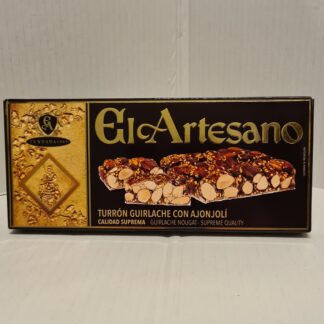 El Artesano
TURRÓN GUIRLACHE CON AJONJOLÍ
CALIDAD SUPREMA · GUIRLACHE NOUGAT · SUPREME QUALITY